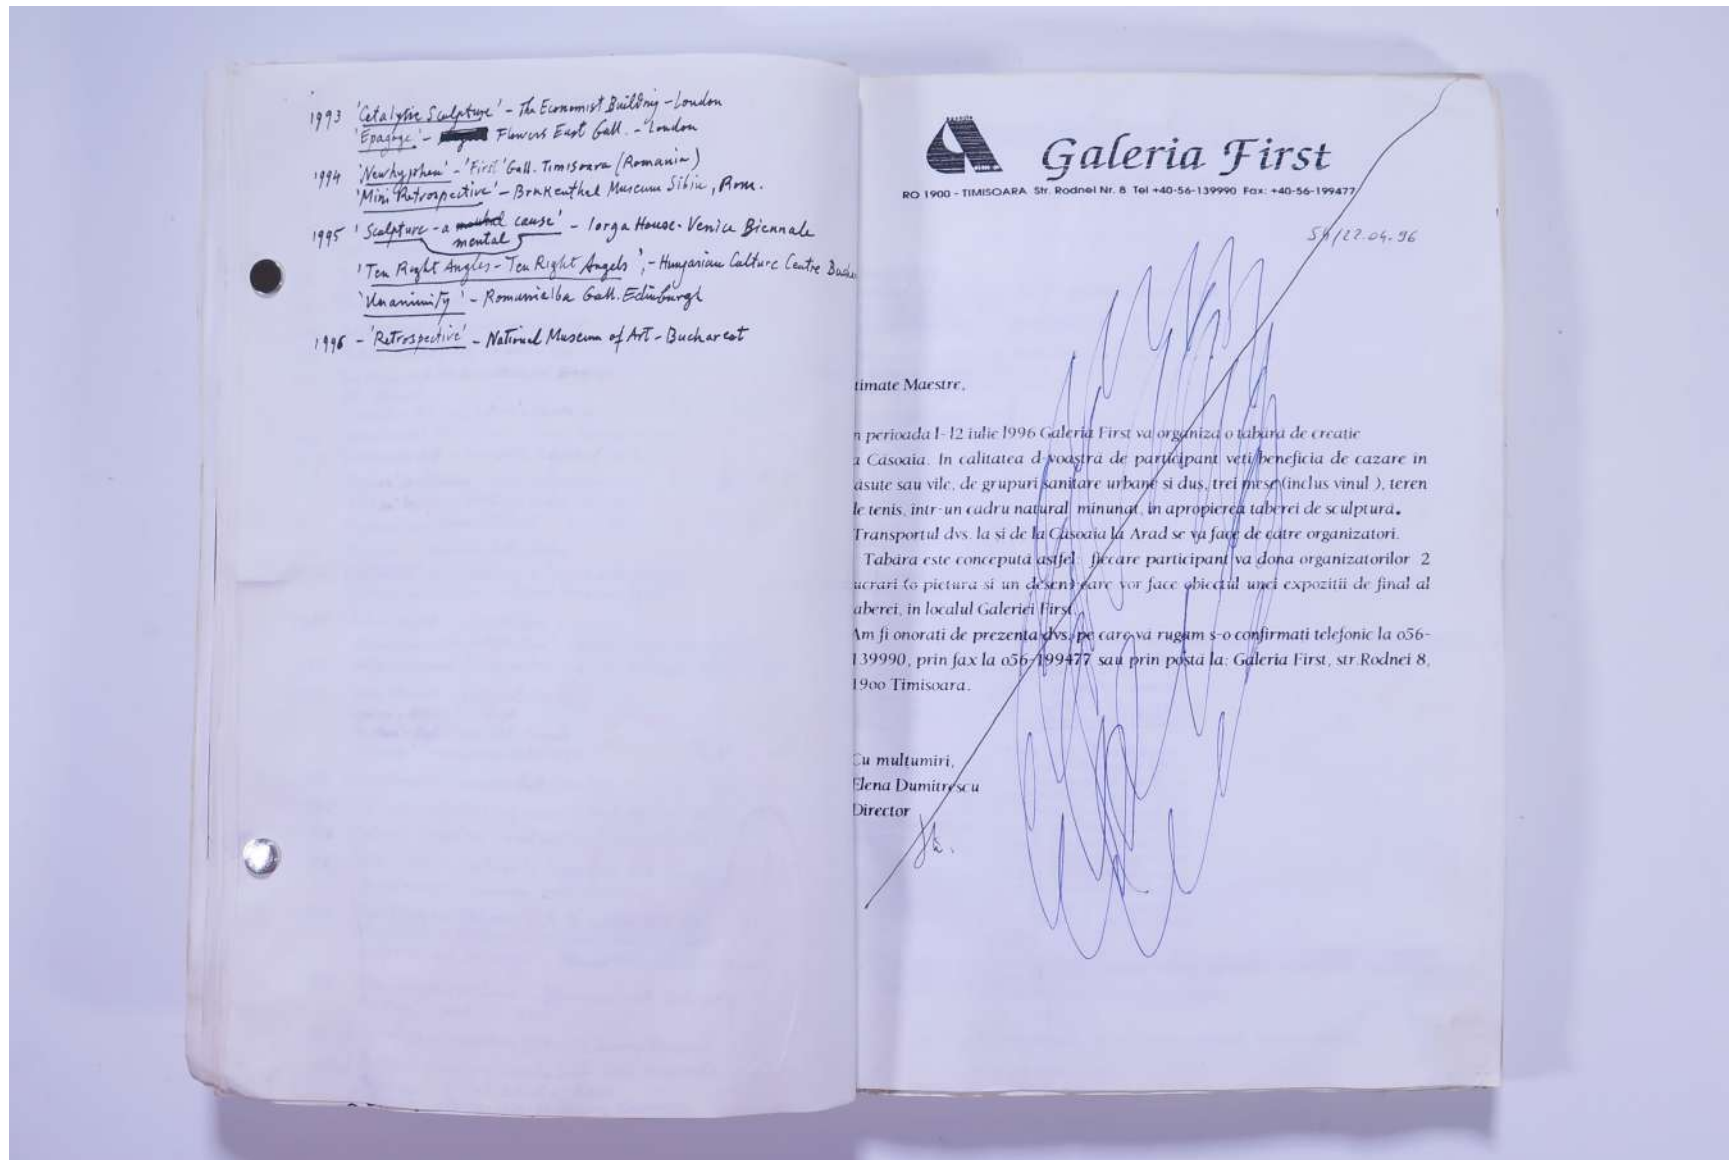 1993 'Catalytic Sculpture' - The Economist Building - London
'Epagoge' - Flowers East Gall. - London
1994 'Newhyphen' - 'First' Gall. Timisoara (Romania)
'Mini Retrospective' - Brukenthal Museum Sibiu, Rom.
1995 'Sculpture - a mental cause' - Iorga House - Venice Biennale
mental
'Ten Right Angles - Ten Right Angels', - Hungarian Culture Centre
'Unanimity' - Romanialba Gall. Edinburgh
1996 - 'Retrospective' - National Museum of Art - Bucharest
Galeria First
RO 1900 - TIMISOARA Str. Rodnei Nr. 8 Tel +40-56-139990 Fax: +40-56-199477
22.04.96
timate Maestre,
n perioada 1-12 iulie 1996 Galeria First va organiza o tabara de creatie
a Casoaia. In calitatea d-voastra de participant veti beneficia de cazare in
asute sau vile, de grupuri sanitare urbane si dus, trei mese (inclus vinul ), teren
de tenis, intr-un cadru natural minunat, in apropierea taberei de sculptura.
Transportul dvs. la si de la Casoaia la Arad se va face de catre organizatori.
Tabara este conceputa astfel: fiecare participant va dona organizatorilor 2
ucrari (o pictura si un desen) care vor face obiectul unei expozitii de final al
aberei, in localul Galeriei First.
Am fi onorati de prezenta dvs. pe care va rugam s-o confirmati telefonic la o56-
139990, prin fax la o56-199477 sau prin posta la: Galeria First, str.Rodnei 8,
19oo Timisoara.
Cu multumiri,
Elena Dumitrescu
Director